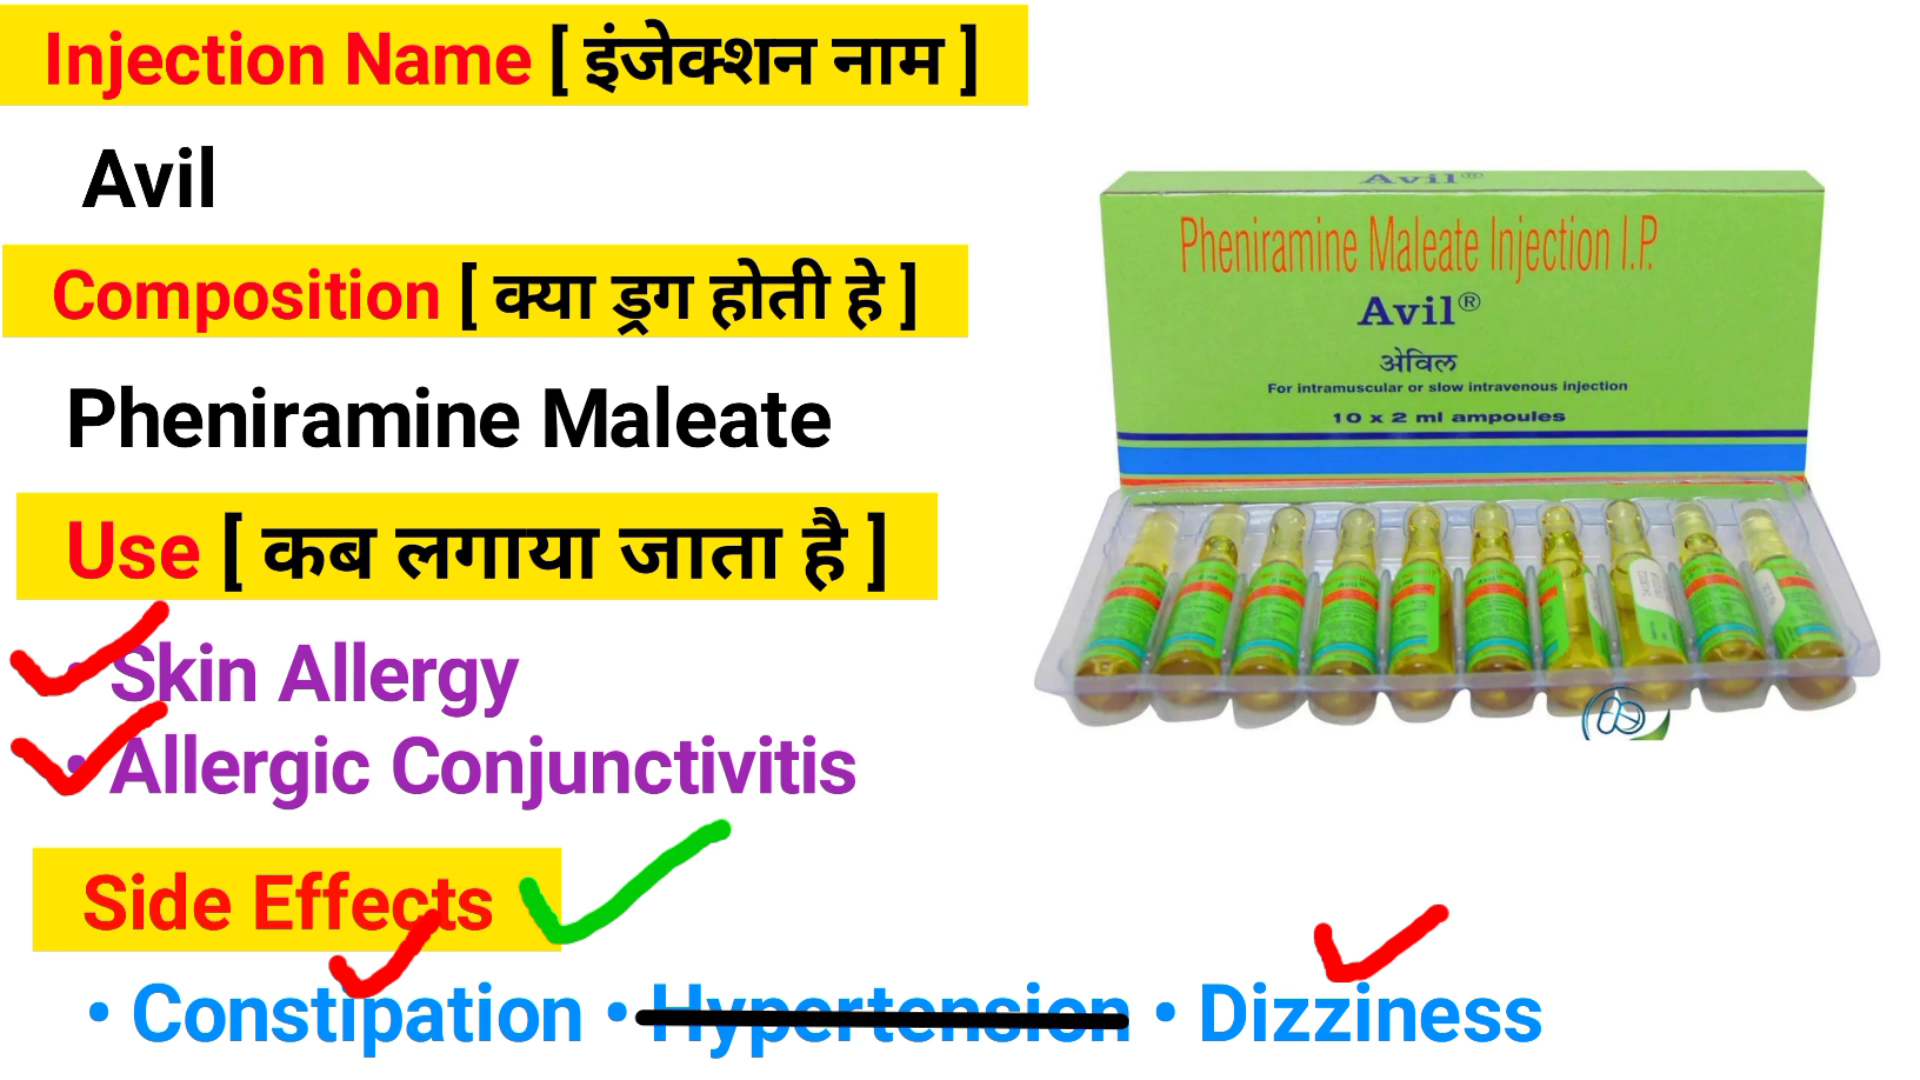 Injection Name [ इंजेक्शन नाम ]
Avil
Composition [ क्या ड्रग होती हे ]
Pheniramine Maleate
Use [ कब लगाया जाता है ]
• Skin Allergy
• Allergic Conjunctivitis
Side Effects
• Constipation • Hypertension • Dizziness
Avil®
Pheniramine Maleate Injection I.P.
Avil®
अेविल
For intramuscular or slow intravenous injection
10 x 2 ml ampoules